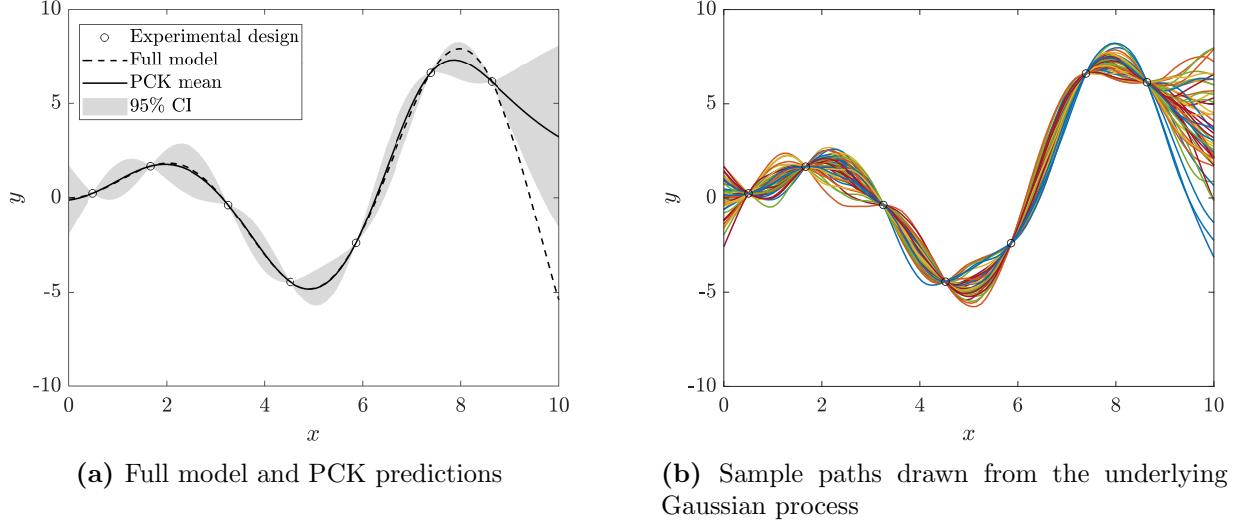 10
5
0
-5
-10
y
Experimental design
Full model
PCK mean
95% CI
0 2 4 6 8 10
x
(a) Full model and PCK predictions
10
5
0
-5
-10
y
0 2 4 6 8 10
x
(b) Sample paths drawn from the underlying
Gaussian process